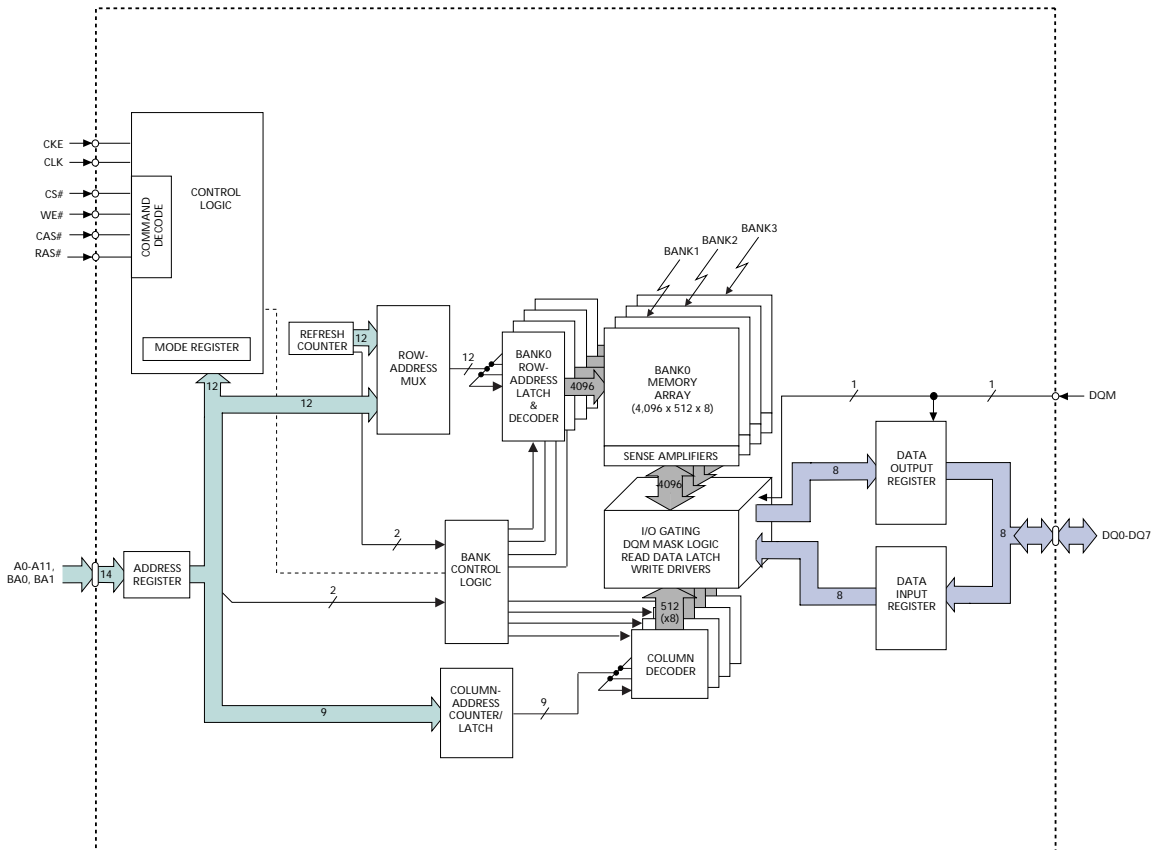 CKE
CLK
CS#
WE#
CAS#
RAS#
COMMAND
DECODE
CONTROL
LOGIC
MODE REGISTER
12
12
REFRESH
COUNTER
12
ROW-
ADDRESS
MUX
12
BANK0
ROW-
ADDRESS
LATCH
&
DECODER
4096
BANK1
BANK2
BANK3
BANK0
MEMORY
ARRAY
(4,096 x 512 x 8)
SENSE AMPLIFIERS
4096
I/O GATING
DQM MASK LOGIC
READ DATA LATCH
WRITE DRIVERS
512
(x8)
COLUMN
DECODER
1
1
DQM
8
DATA
OUTPUT
REGISTER
8
DQ0-DQ7
8
DATA
INPUT
REGISTER
A0-A11,
BA0, BA1
14
ADDRESS
REGISTER
2
2
BANK
CONTROL
LOGIC
9
COLUMN-
ADDRESS
COUNTER/
LATCH
9